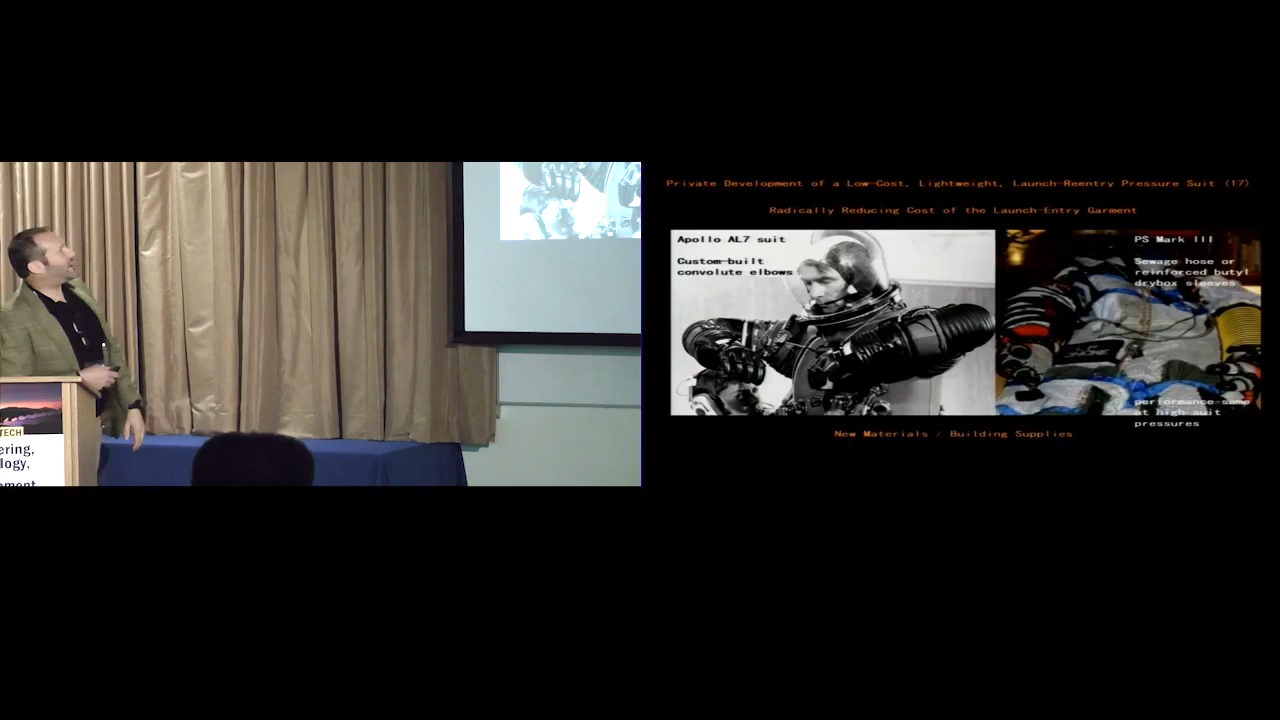 TECH
ering,
logy,
ement
Private Development of a Low-Cost, Lightweight, Launch-Reentry Pressure Suit (17)
Radically Reducing Cost of the Launch-Entry Garment
Apollo AL7 suit
Custom-built
convolute elbows
PS Mark III
Sewage hose or
reinforced butyl
drybox sleeves
performance same
at high suit
pressures
New Materials / Building Supplies